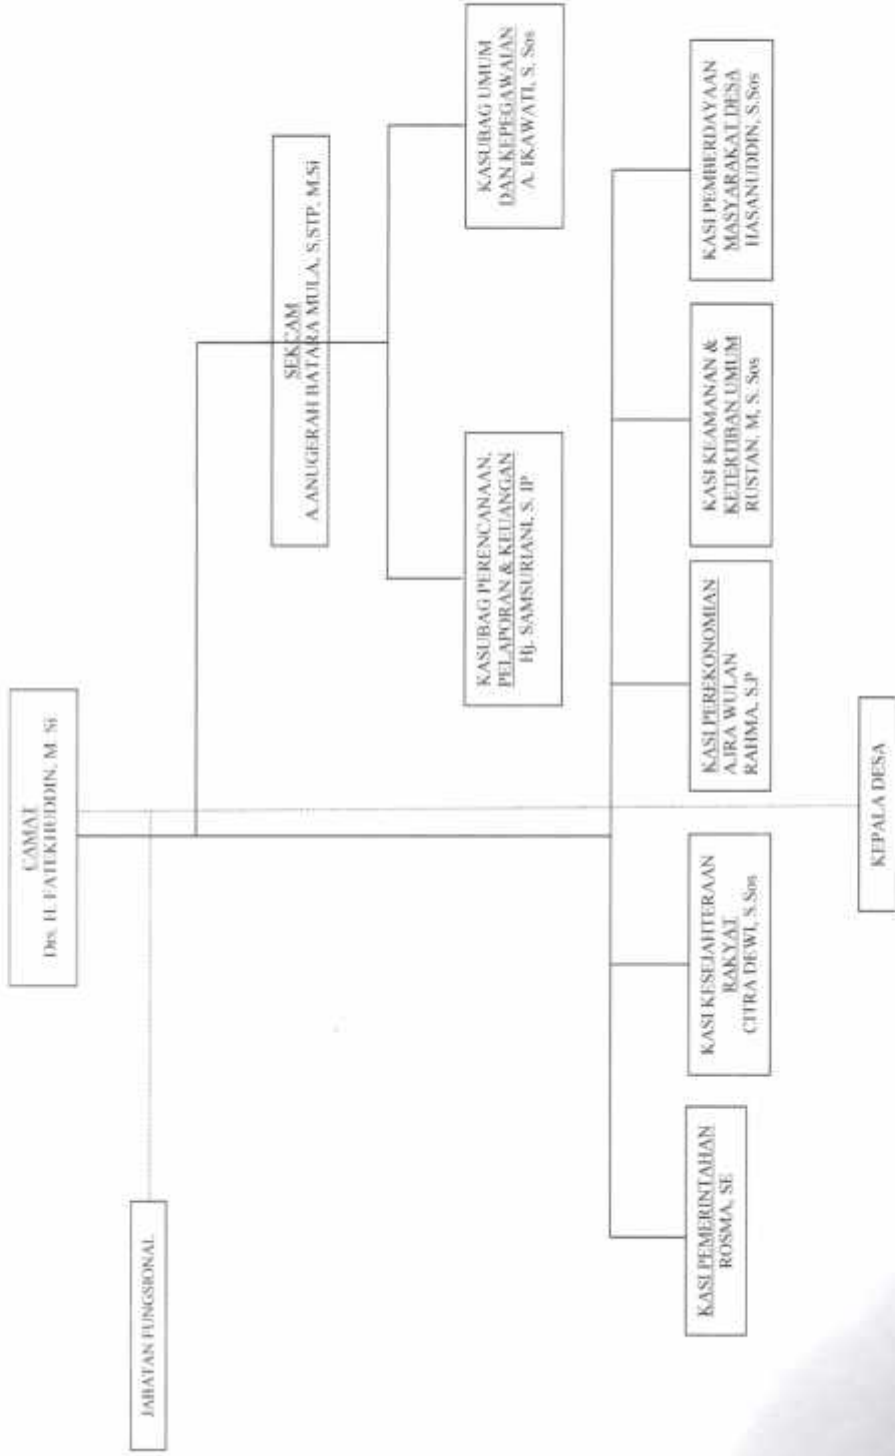 CAMAT
Drs. H. FATEKHUDDIN, M. Si
JABATAN FUNGSIONAL
SEKCAM
A.ANUGERAH BATARA MULA, S.STP, M.Si
KASUBAG PERENCANAAN,
PELAPORAN & KEUANGAN
Hj. SAMSURIANI, S. IP
KASUBAG UMUM
DAN KEPEGAWAIAN
A. IKAWATI, S. Sos
KASI PEMERINTAHAN
ROSMA, SE
KASI KESEJAHTERAAN
RAKYAT
CITRA DEWI, S.Sos
KASI PEREKONOMIAN
A.IRA WULAN
RAHMA, S.P
KASI KEAMANAN &
KETERTIBAN UMUM
RUSTAN. M, S. Sos
KASI PEMBERDAYAAN
MASYARAKAT DESA
HASANUDDIN, S.Sos
KEPALA DESA